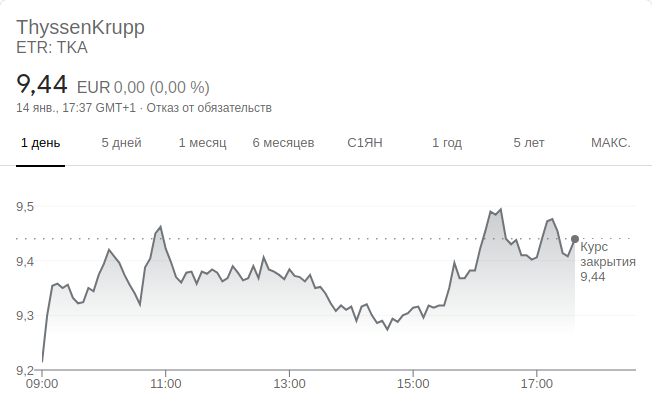 ThyssenKrupp
ETR: TKA
9,44 EUR 0,00 (0,00 %)
14 янв., 17:37 GMT+1 · Отказ от обязательств
1 день 5 дней 1 месяц 6 месяцев С1ЯН 1 год 5 лет МАКС.
9,5
9,4
9,3
9,2
Курс
закрытия
9,44
09:00 11:00 13:00 15:00 17:00